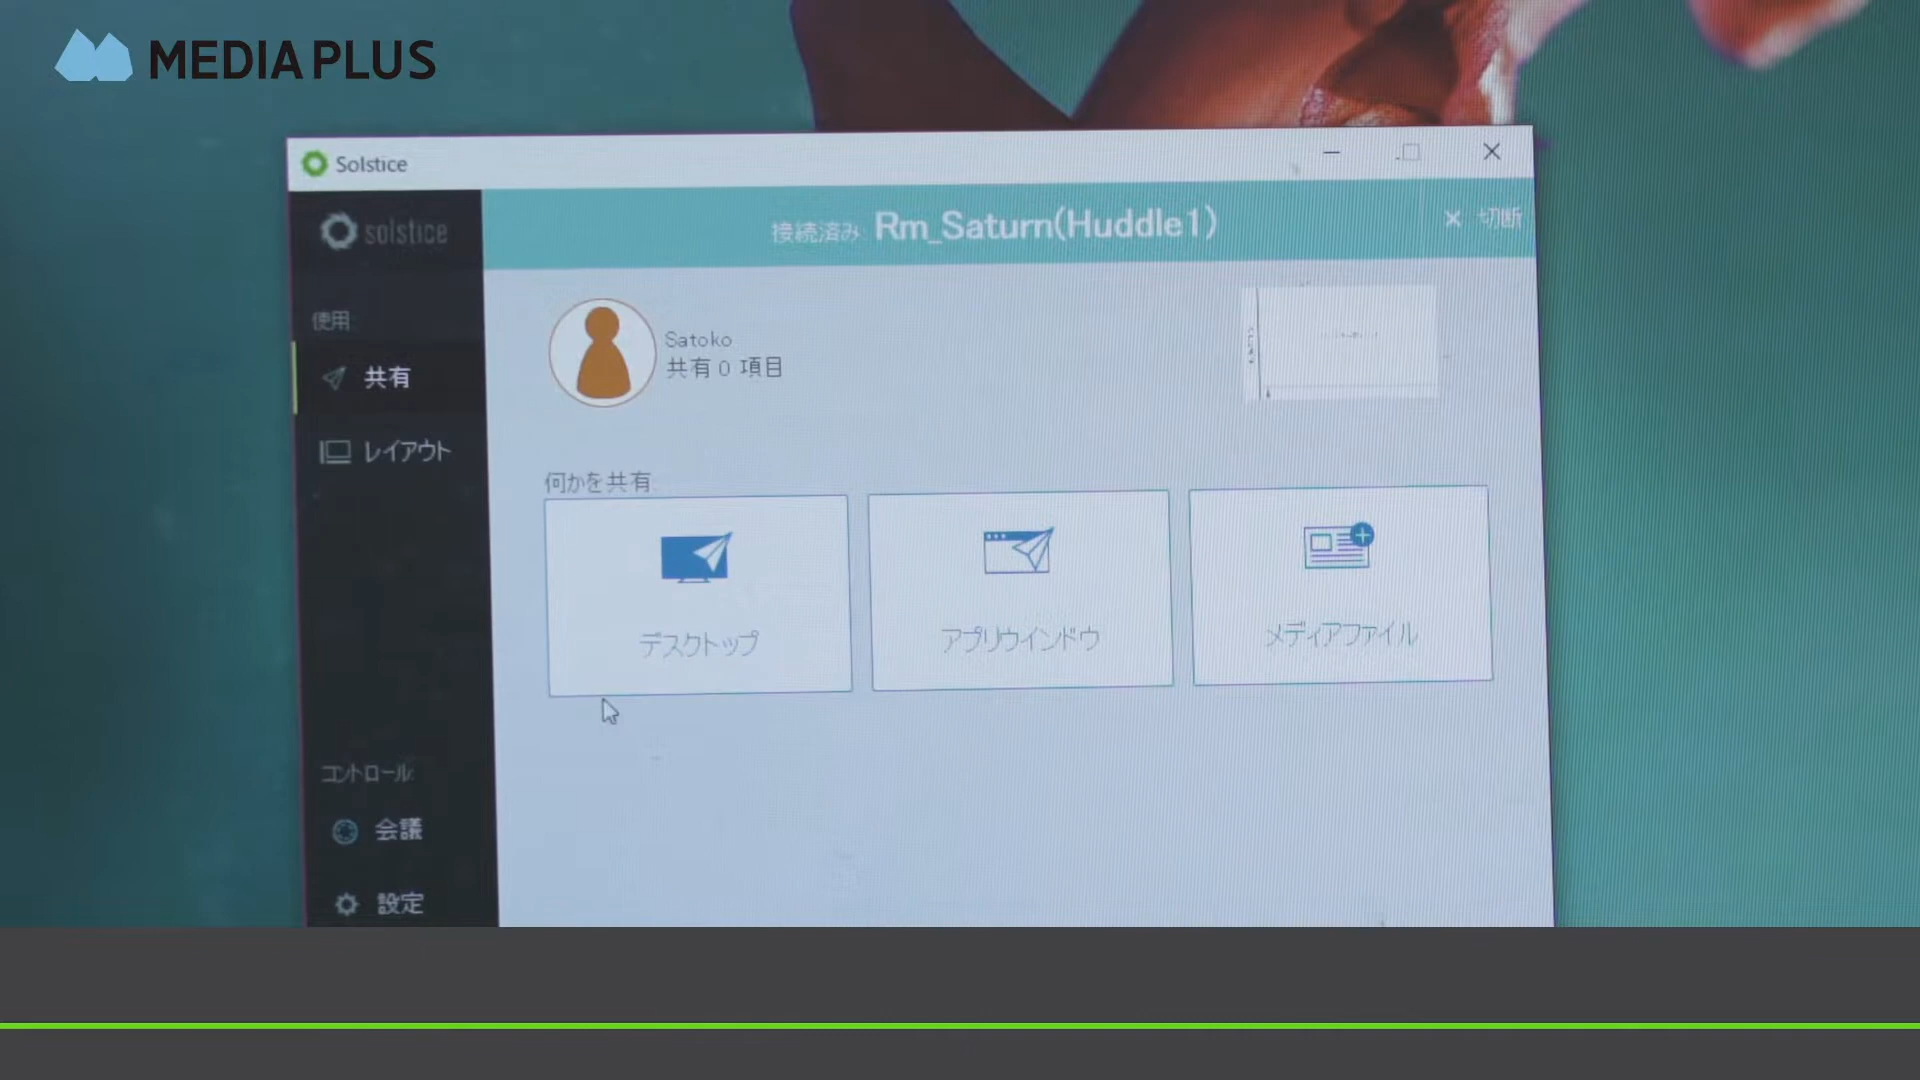 MEDIA PLUS
Solstice
solstice
接続済み: Rm_Saturn(Huddle1)
切断
使用:
共有
レイアウト
Satoko
共有 0 項目
何かを共有:
デスクトップ
アプリウインドウ
メディアファイル
コントロール:
会議
設定